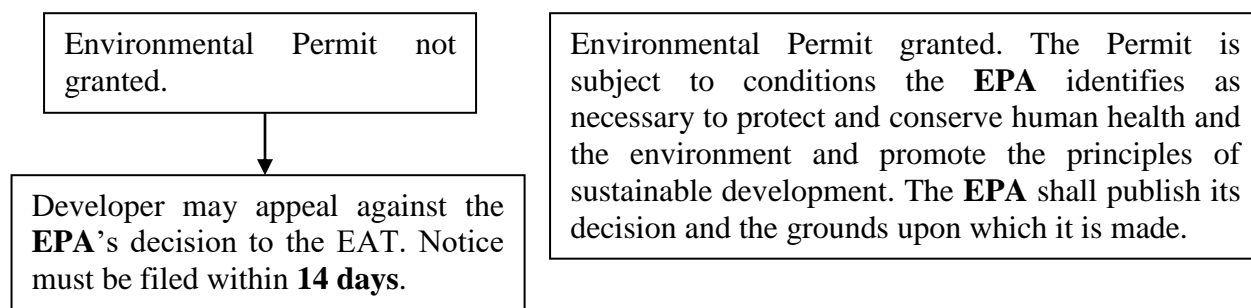 Environmental Permit not
granted.
Developer may appeal against the
EPA's decision to the EAT. Notice
must be filed within 14 days.
Environmental Permit granted. The Permit is
subject to conditions the EPA identifies as
necessary to protect and conserve human health and
the environment and promote the principles of
sustainable development. The EPA shall publish its
decision and the grounds upon which it is made.